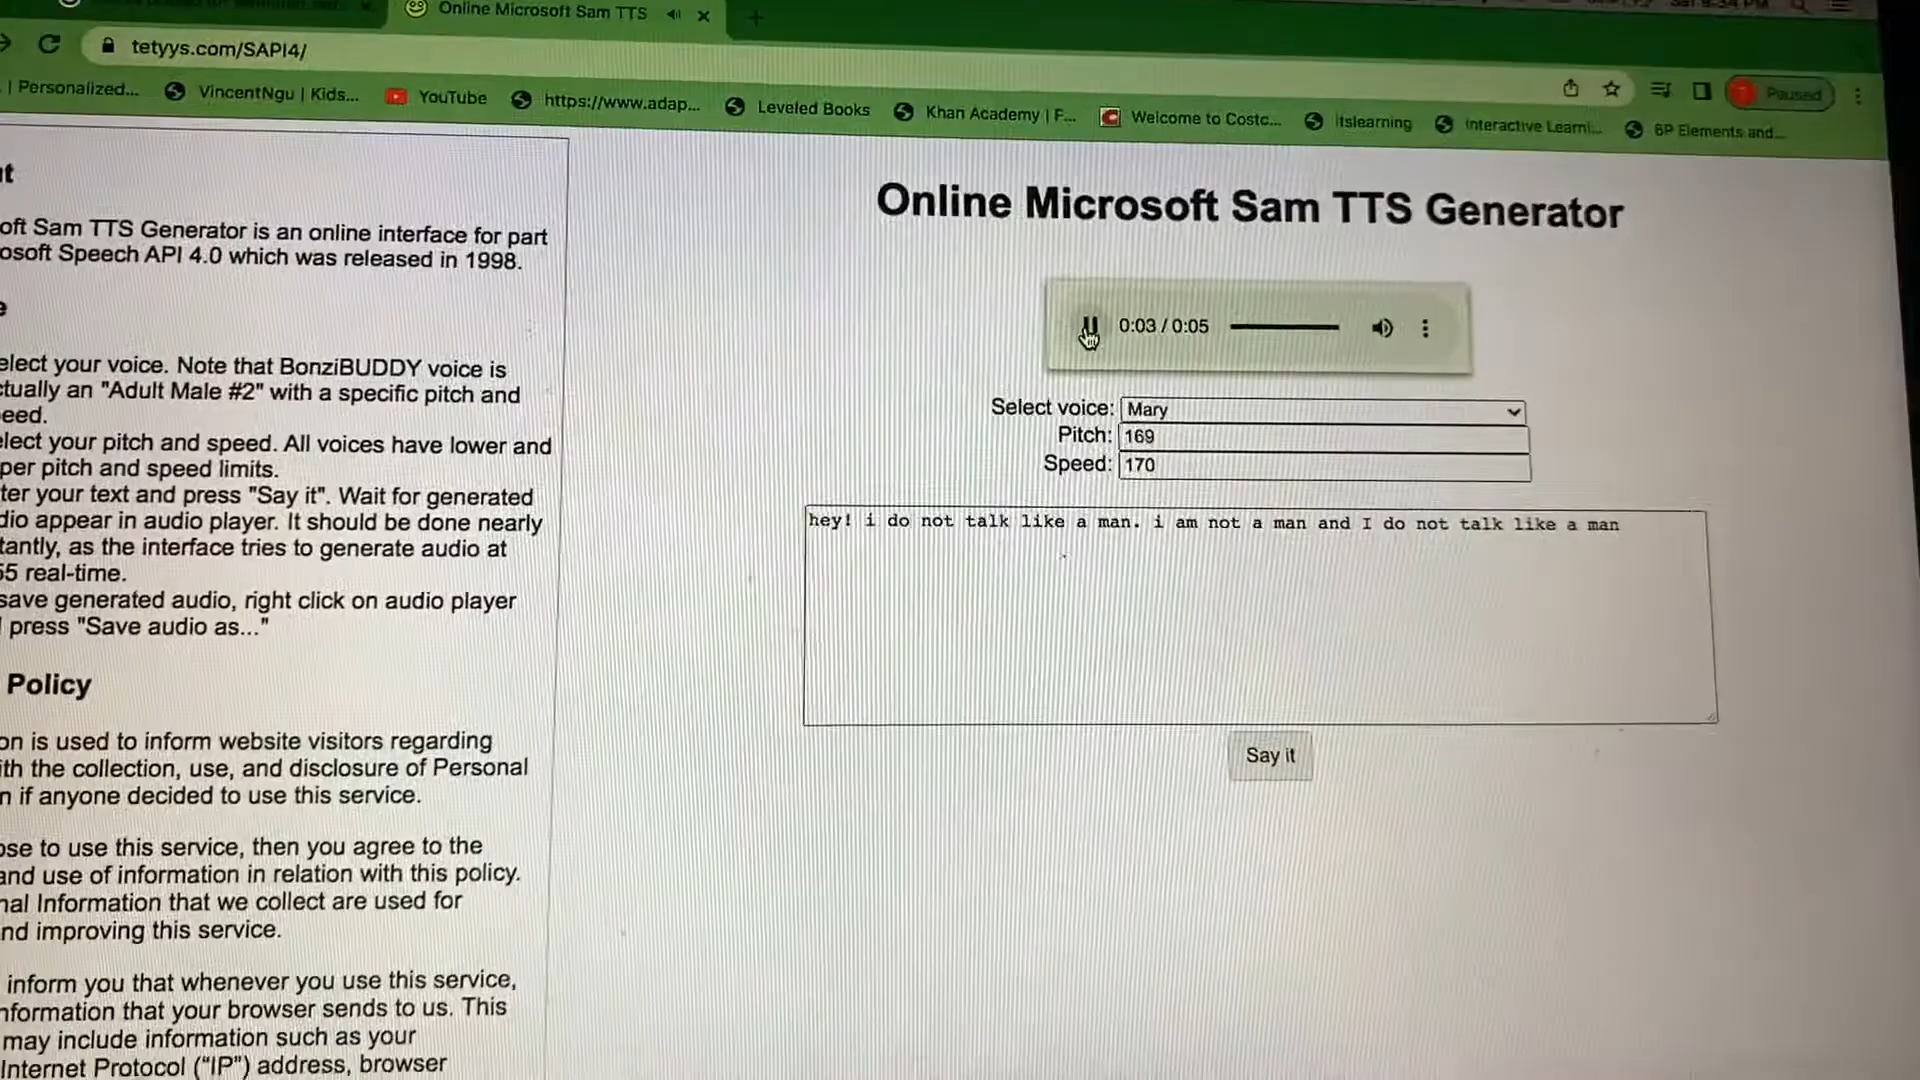 Online Microsoft Sam TTS
tetyys.com/SAPI4/
| Personalized... VincentNgu | Kids... YouTube https://www.adap... Leveled Books Khan Academy | F... Welcome to Costc... itslearning Interactive Learni... 6P Elements and...
Paused
Online Microsoft Sam TTS Generator
0:03 / 0:05
Select voice: Mary
Pitch: 169
Speed: 170
hey! i do not talk like a man. i am not a man and I do not talk like a man
Say it
oft Sam TTS Generator is an online interface for part
osoft Speech API 4.0 which was released in 1998.
elect your voice. Note that BonziBUDDY voice is
ctually an "Adult Male #2" with a specific pitch and
eed.
elect your pitch and speed. All voices have lower and
per pitch and speed limits.
ter your text and press "Say it". Wait for generated
dio appear in audio player. It should be done nearly
tantly, as the interface tries to generate audio at
55 real-time.
save generated audio, right click on audio player
press "Save audio as..."
Policy
on is used to inform website visitors regarding
ith the collection, use, and disclosure of Personal
n if anyone decided to use this service.
ose to use this service, then you agree to the
and use of information in relation with this policy.
nal Information that we collect are used for
nd improving this service.
inform you that whenever you use this service,
nformation that your browser sends to us. This
may include information such as your
Internet Protocol ("IP") address, browser